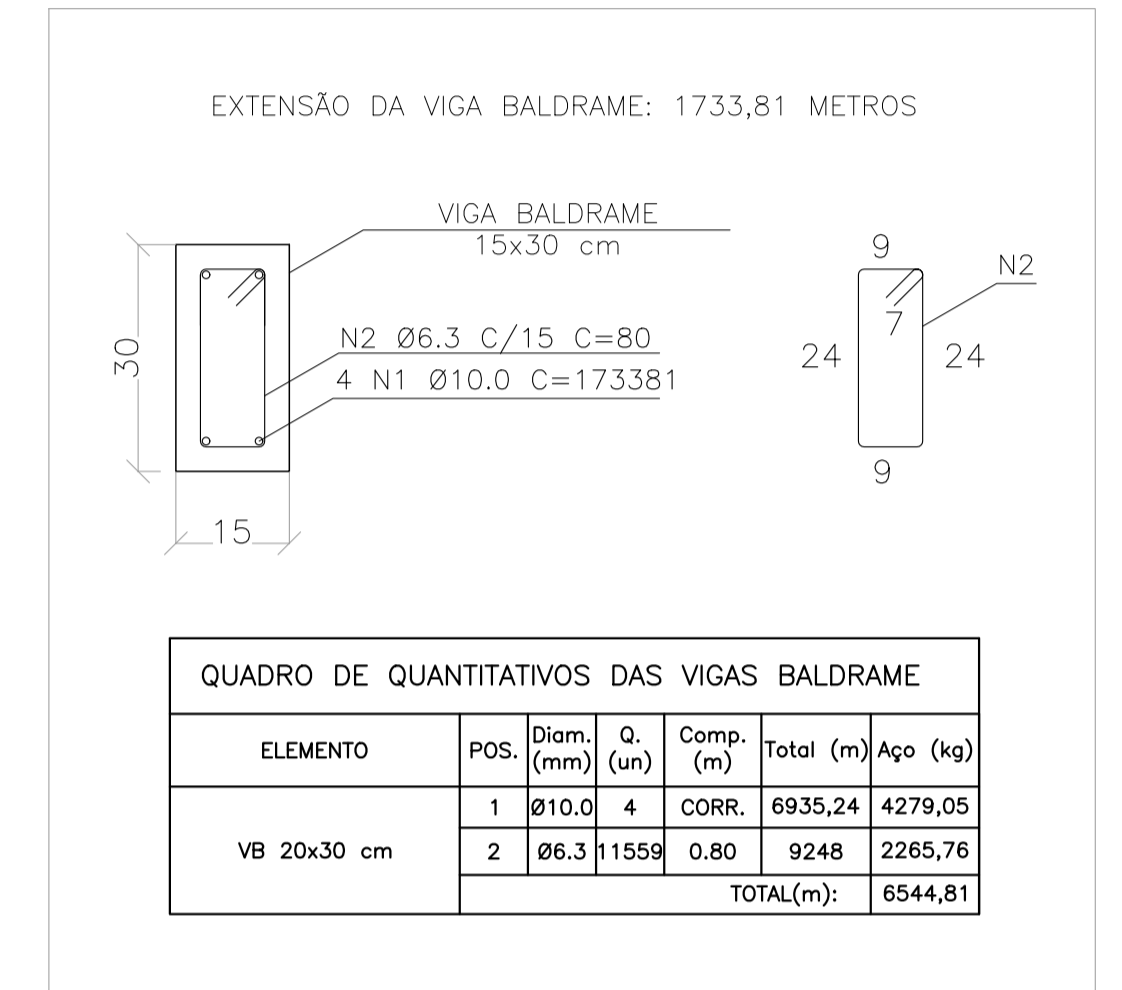 EXTENSÃO DA VIGA BALDRAME: 1733,81 METROS
VIGA BALDRAME
15x30 cm
N2 Ø6.3 C/15 C=80
4 N1 Ø10.0 C=173381
30
15
9
N2
7
24
24
9
QUADRO DE QUANTITATIVOS DAS VIGAS BALDRAME
ELEMENTO POS. Diam. (mm) Q. (un) Comp. (m) Total (m) Aço (kg)
1 Ø10.0 4 CORR. 6935,24 4279,05
VB 20x30 cm 2 Ø6.3 11559 0.80 9248 2265,76
TOTAL(m): 6544,81